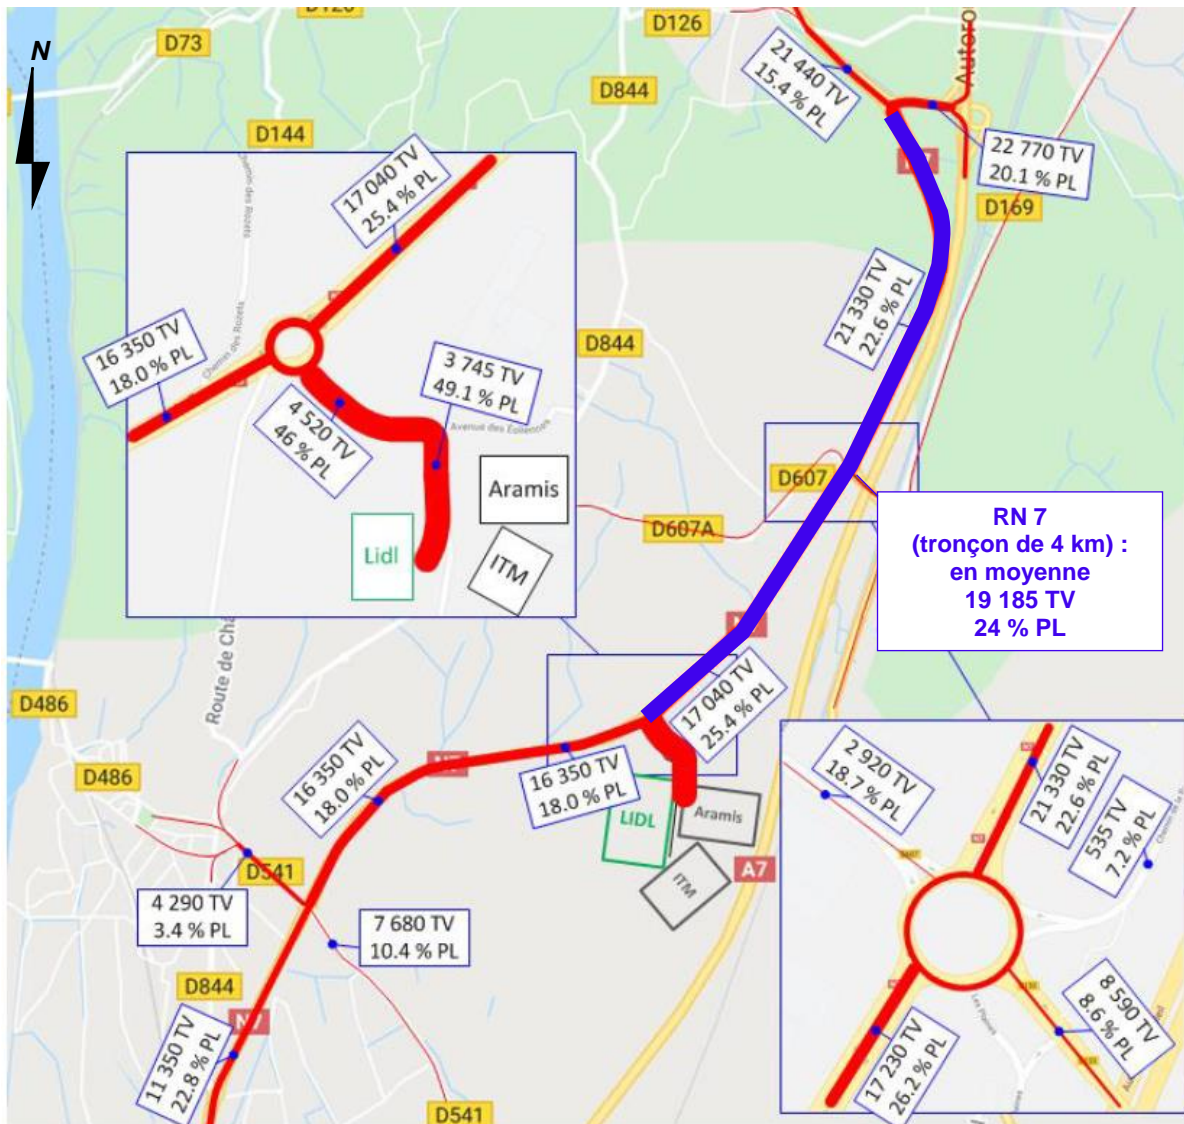 D126
D73
N
D126
Autoro
21 440 TV
15.4 % PL
D844
D144
22 770 TV
20.1 % PL
D169
17 040 TV
25.4 % PL
Chemin des Rozets
21 330 TV
22.6 % PL
D844
16 350 TV
18.0 % PL
3 745 TV
49.1 % PL
4 520 TV
46 % PL
D607
Aramis
D607A
Lidl
ITM
RN 7
(tronçon de 4 km) :
en moyenne
19 185 TV
24 % PL
Route de Cha
D486
17 040 TV
25.4 % PL
N7
16 350 TV
18.0 % PL
16 350 TV
18.0 % PL
D486
LIDL
Aramis
ITM
A7
D541
4 290 TV
3.4 % PL
7 680 TV
10.4 % PL
D844
N7
11 350 TV
22.8 % PL
D541
2 920 TV
18.7 % PL
21 330 TV
22.6 % PL
535 TV
7.2 % PL
Les Plaines
8 590 TV
8.6 % PL
17 230 TV
26.2 % PL